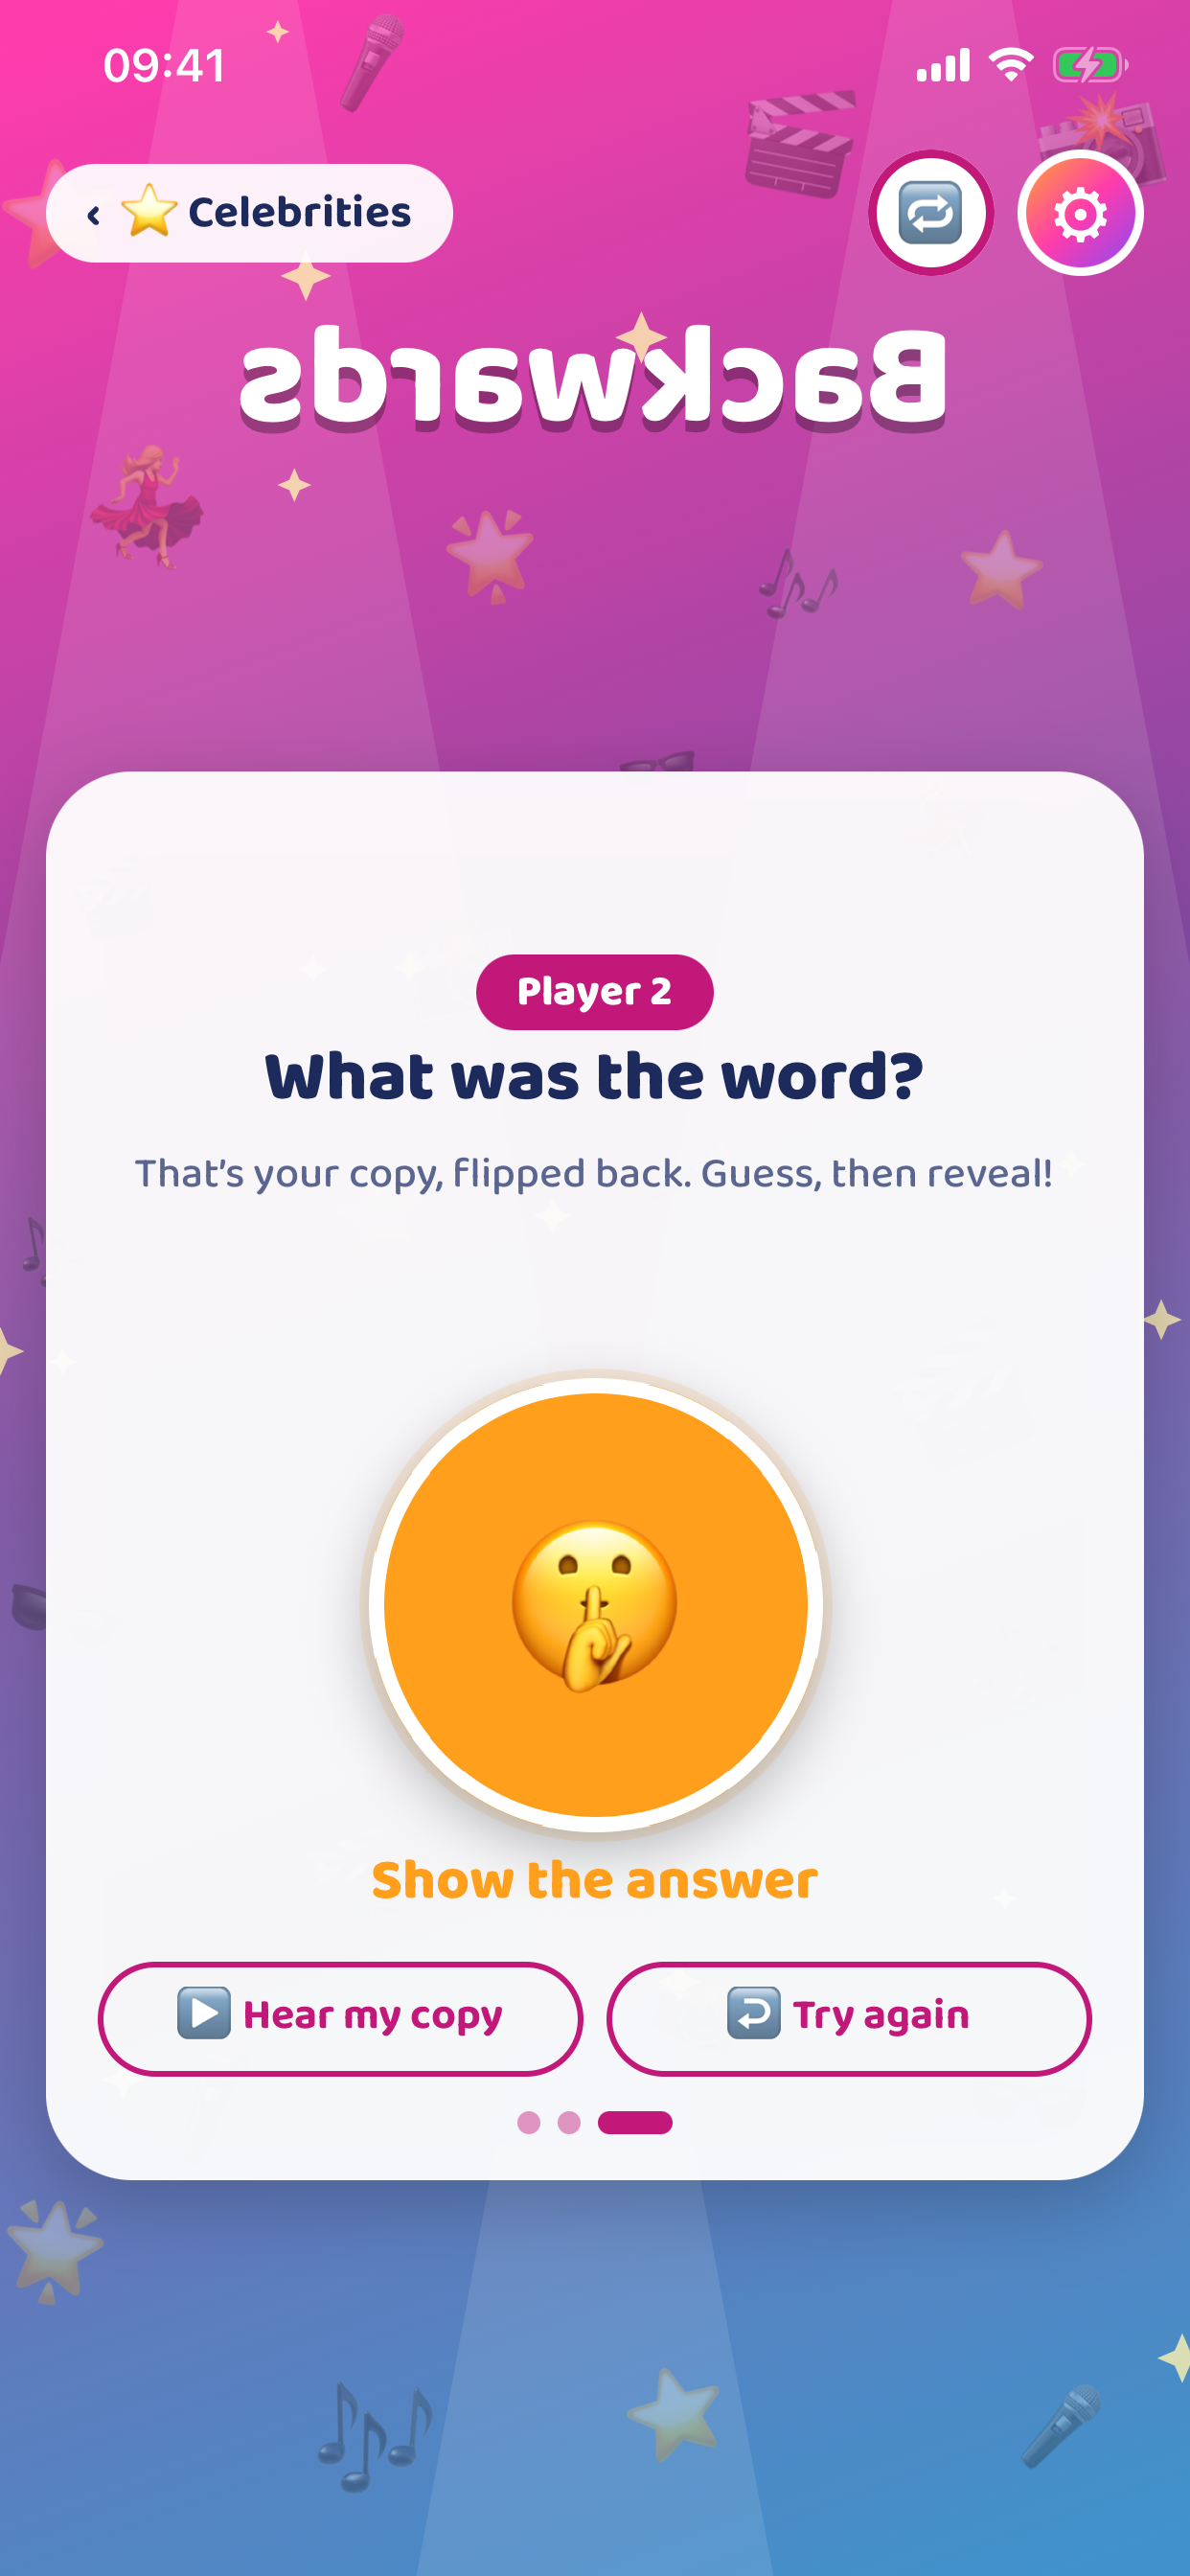 09:41
‹ ⭐ Celebrities
Backwards
Player 2
What was the word?
That's your copy, flipped back. Guess, then reveal!
Show the answer
Hear my copy
Try again